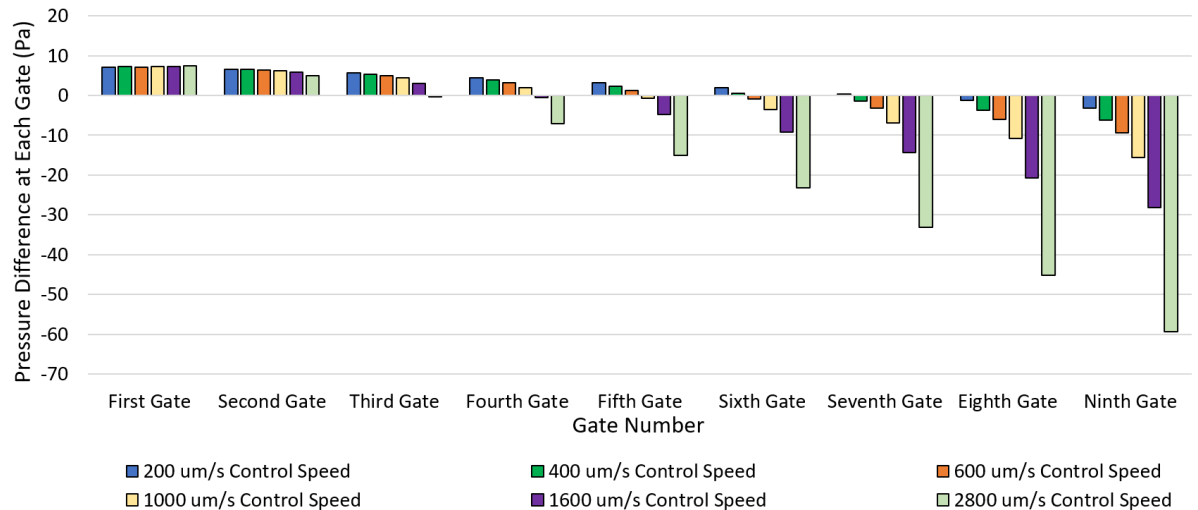 Pressure Difference at Each Gate (Pa)
20
10
0
-10
-20
-30
-40
-50
-60
-70
First Gate Second Gate Third Gate Fourth Gate Fifth Gate Sixth Gate Seventh Gate Eighth Gate Ninth Gate
Gate Number
200 um/s Control Speed 400 um/s Control Speed 600 um/s Control Speed
1000 um/s Control Speed 1600 um/s Control Speed 2800 um/s Control Speed